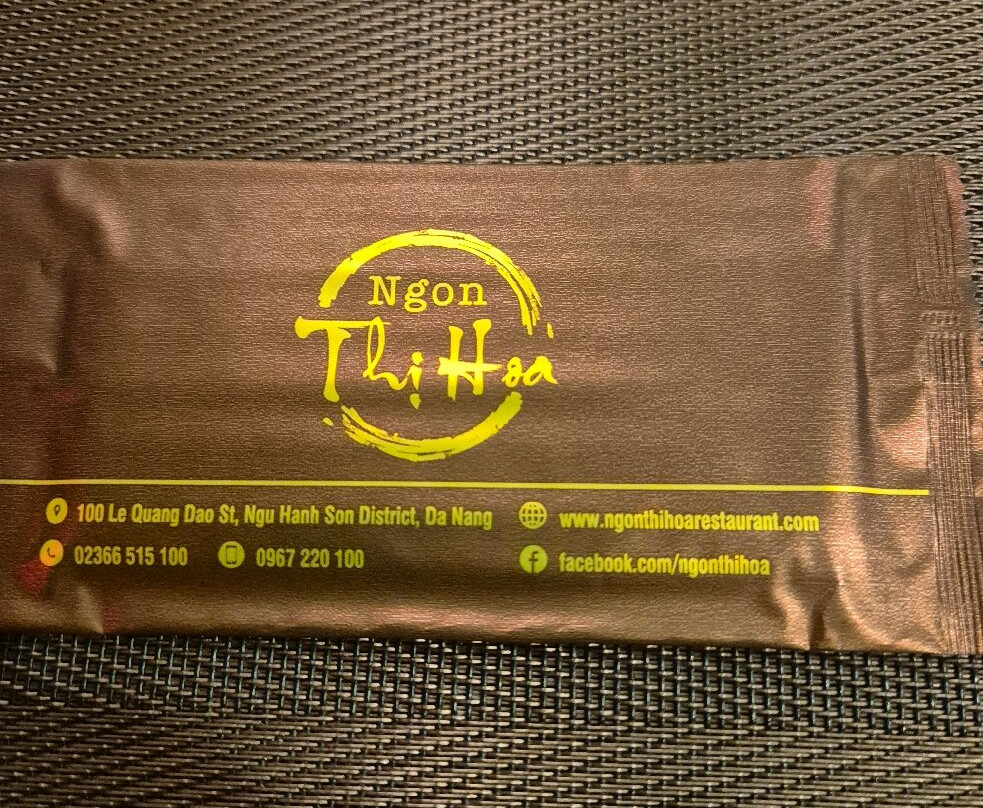 Ngon
Thị Hoa
100 Le Quang Dao St, Ngu Hanh Son District, Da Nang
www.ngonthihoarestaurant.com
02366 515 100
0967 220 100
facebook.com/ngonthihoa